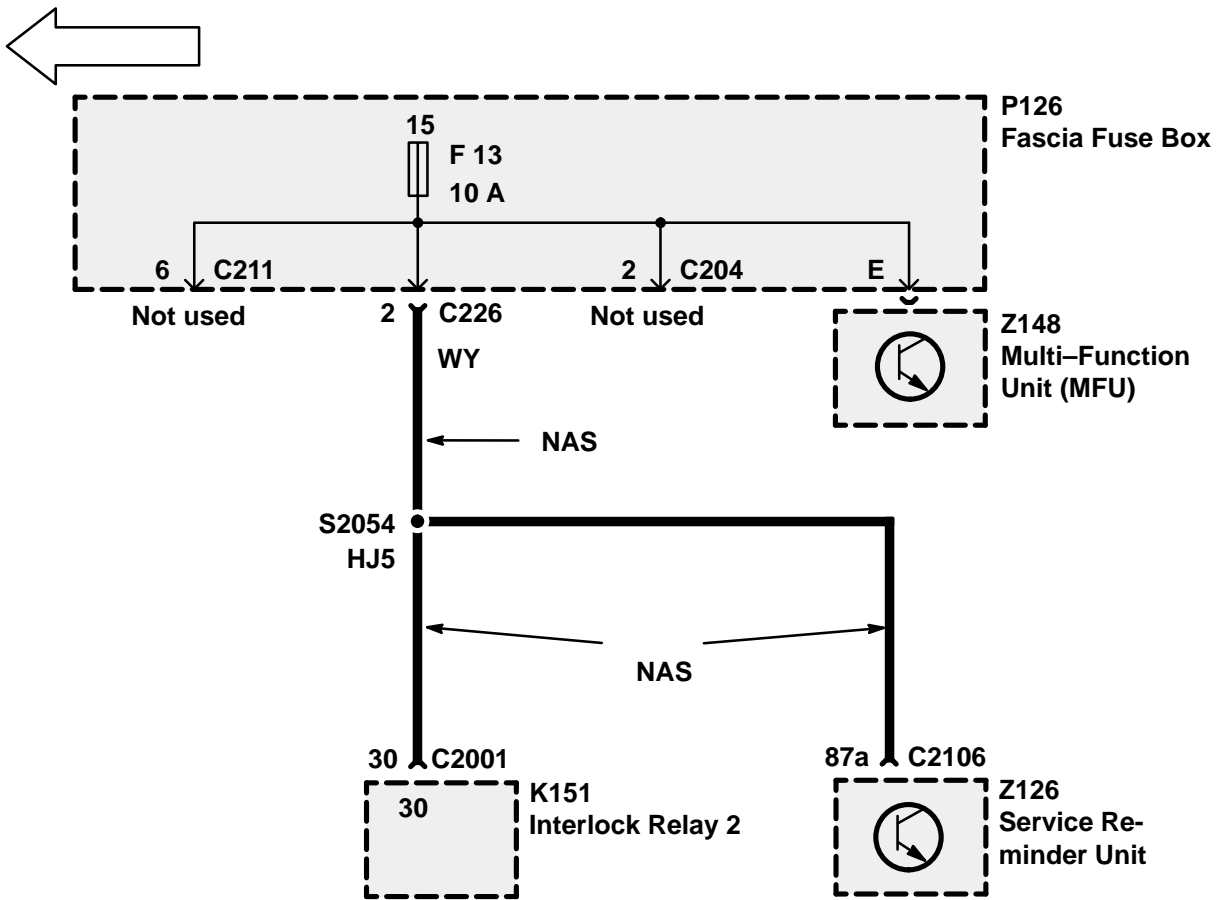 P126
Fascia Fuse Box
15
F 13
10 A
6 C211
2 C204
E
Not used
2 C226
Not used
WY
Z148
Multi–Function
Unit (MFU)
NAS
S2054
HJ5
NAS
30 C2001
87a C2106
30
K151
Interlock Relay 2
Z126
Service Re-
minder Unit